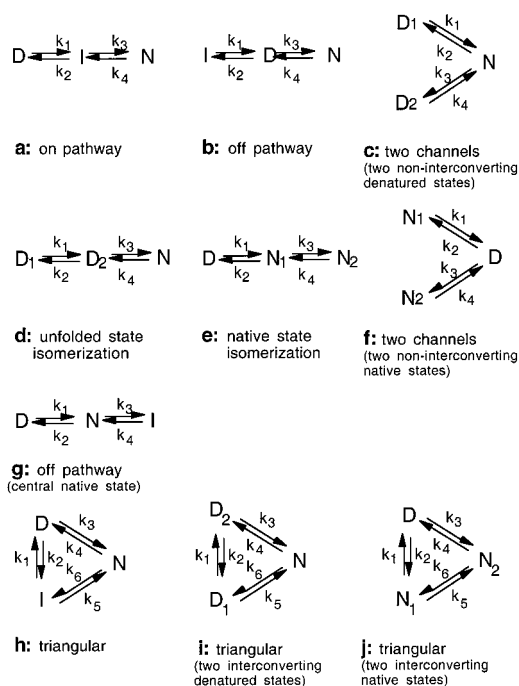 D k1 k2 I k3 k4 N
a: on pathway
I k1 k2 D k3 k4 N
b: off pathway
D1 k1 k2 N
D2 k3 k4
c: two channels
(two non-interconverting
denatured states)
D1 k1 k2 D2 k3 k4 N
d: unfolded state
isomerization
D k1 k2 N1 k3 k4 N2
e: native state
isomerization
N1 k1 k2 D
N2 k3 k4
f: two channels
(two non-interconverting
native states)
D k1 k2 N k3 k4 I
g: off pathway
(central native state)
D k3 k4 N
k1 k2 k6
I k5
h: triangular
D2 k3 k4 N
k1 k2 k6
D1 k5
i: triangular
(two interconverting
denatured states)
D k3 k4 N2
k1 k2 k6
N1 k5
j: triangular
(two interconverting
native states)